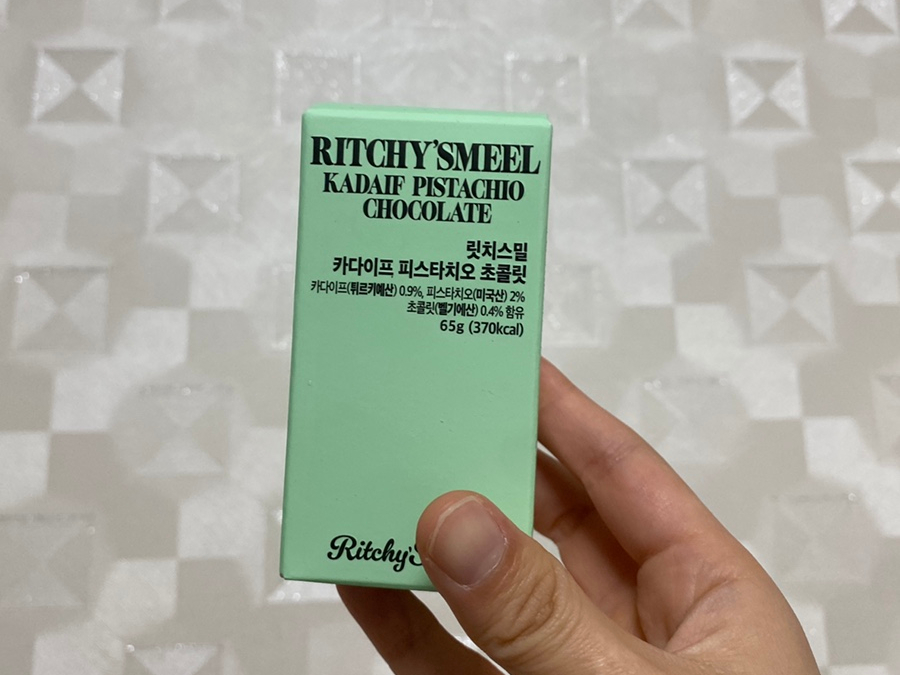 RITCHY'SMEEL
KADAIF PISTACHIO
CHOCOLATE
릿치스밀
카다이프 피스타치오 초콜릿
카다이프(튀르키예산) 0.9%, 피스타치오(미국산) 2%
초콜릿(벨기에산) 0.4% 함유
65g (370kcal)
Ritchy's